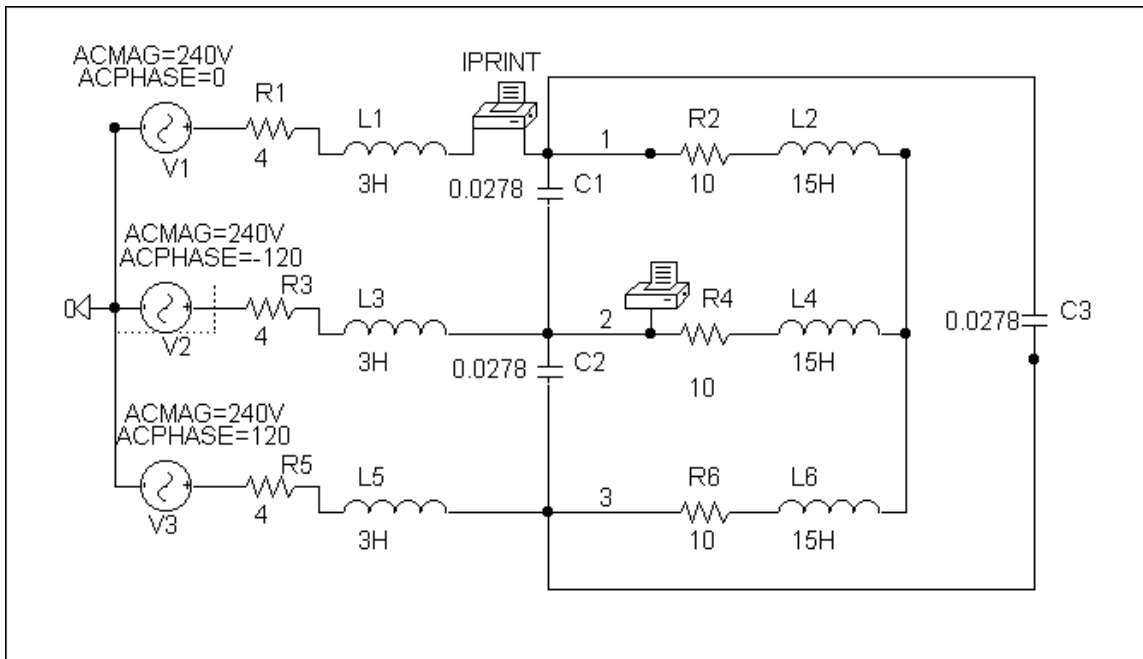 ACMAG=240V
ACPHASE=0
R1
4
V1
L1
3H
IPRINT
1
R2
10
L2
15H
0.0278
C1
ACMAG=240V
ACPHASE=-120
0
R3
4
V2
L3
3H
2
R4
10
L4
15H
0.0278
C2
0.0278
C3
ACMAG=240V
ACPHASE=120
R5
4
V3
L5
3H
3
R6
10
L6
15H